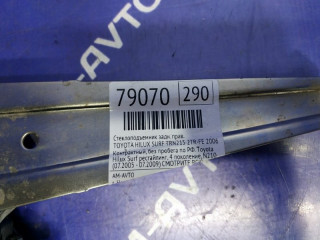 79070 290
Стеклоподъемник задн. прав.
TOYOTA HILUX SURF TRN215 2TR-FE 2006
Контрактный, без пробега по РФ. Toyota
Hilux Surf рестайлинг, 4 поколение, N210
(07.2005 - 07.2009) СМОТРИТЕ
AM-AVTO
-AVTO